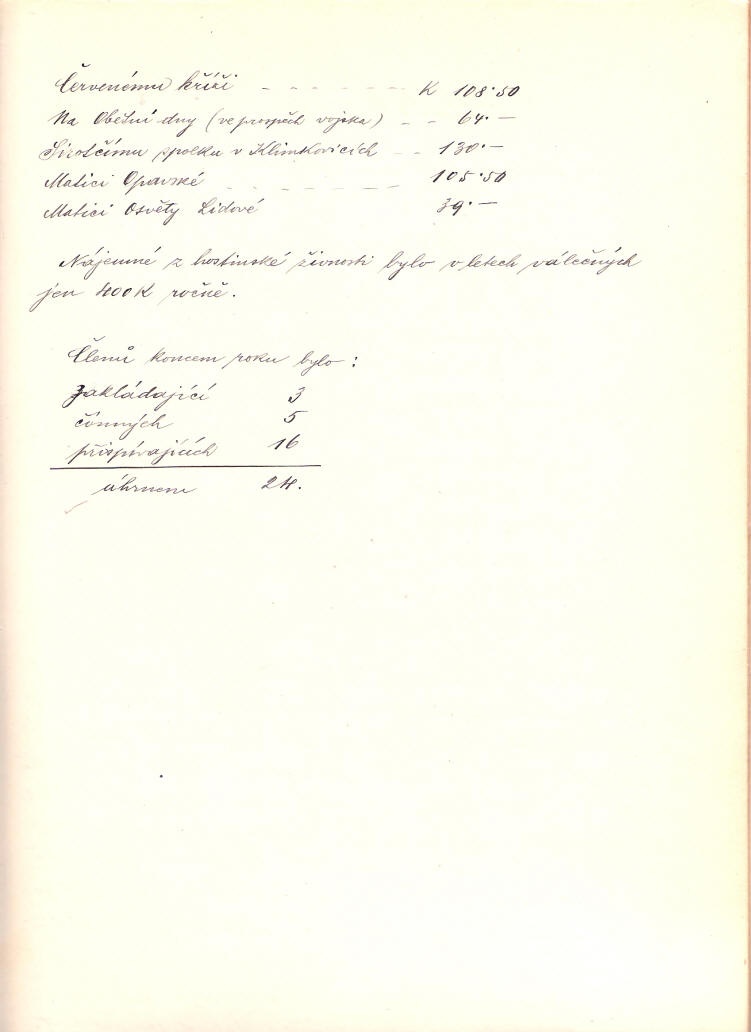 Červenému kříži - - - - - - K 108·50
Na Obětní dny (ve prospěch vojska) - - 64·—
Sirotčímu spolku v Klimkovicích - - 130·—
Matici Opavské - - - - - - 105·50
Matici Osvěty Lidové 39·—
Nájemné z hostinské živnosti bylo v letech válečných
jen 400 K ročně.
Členů koncem roku bylo:
zakládající 3
činných 5
přispívajících 16
úhrnem 24.